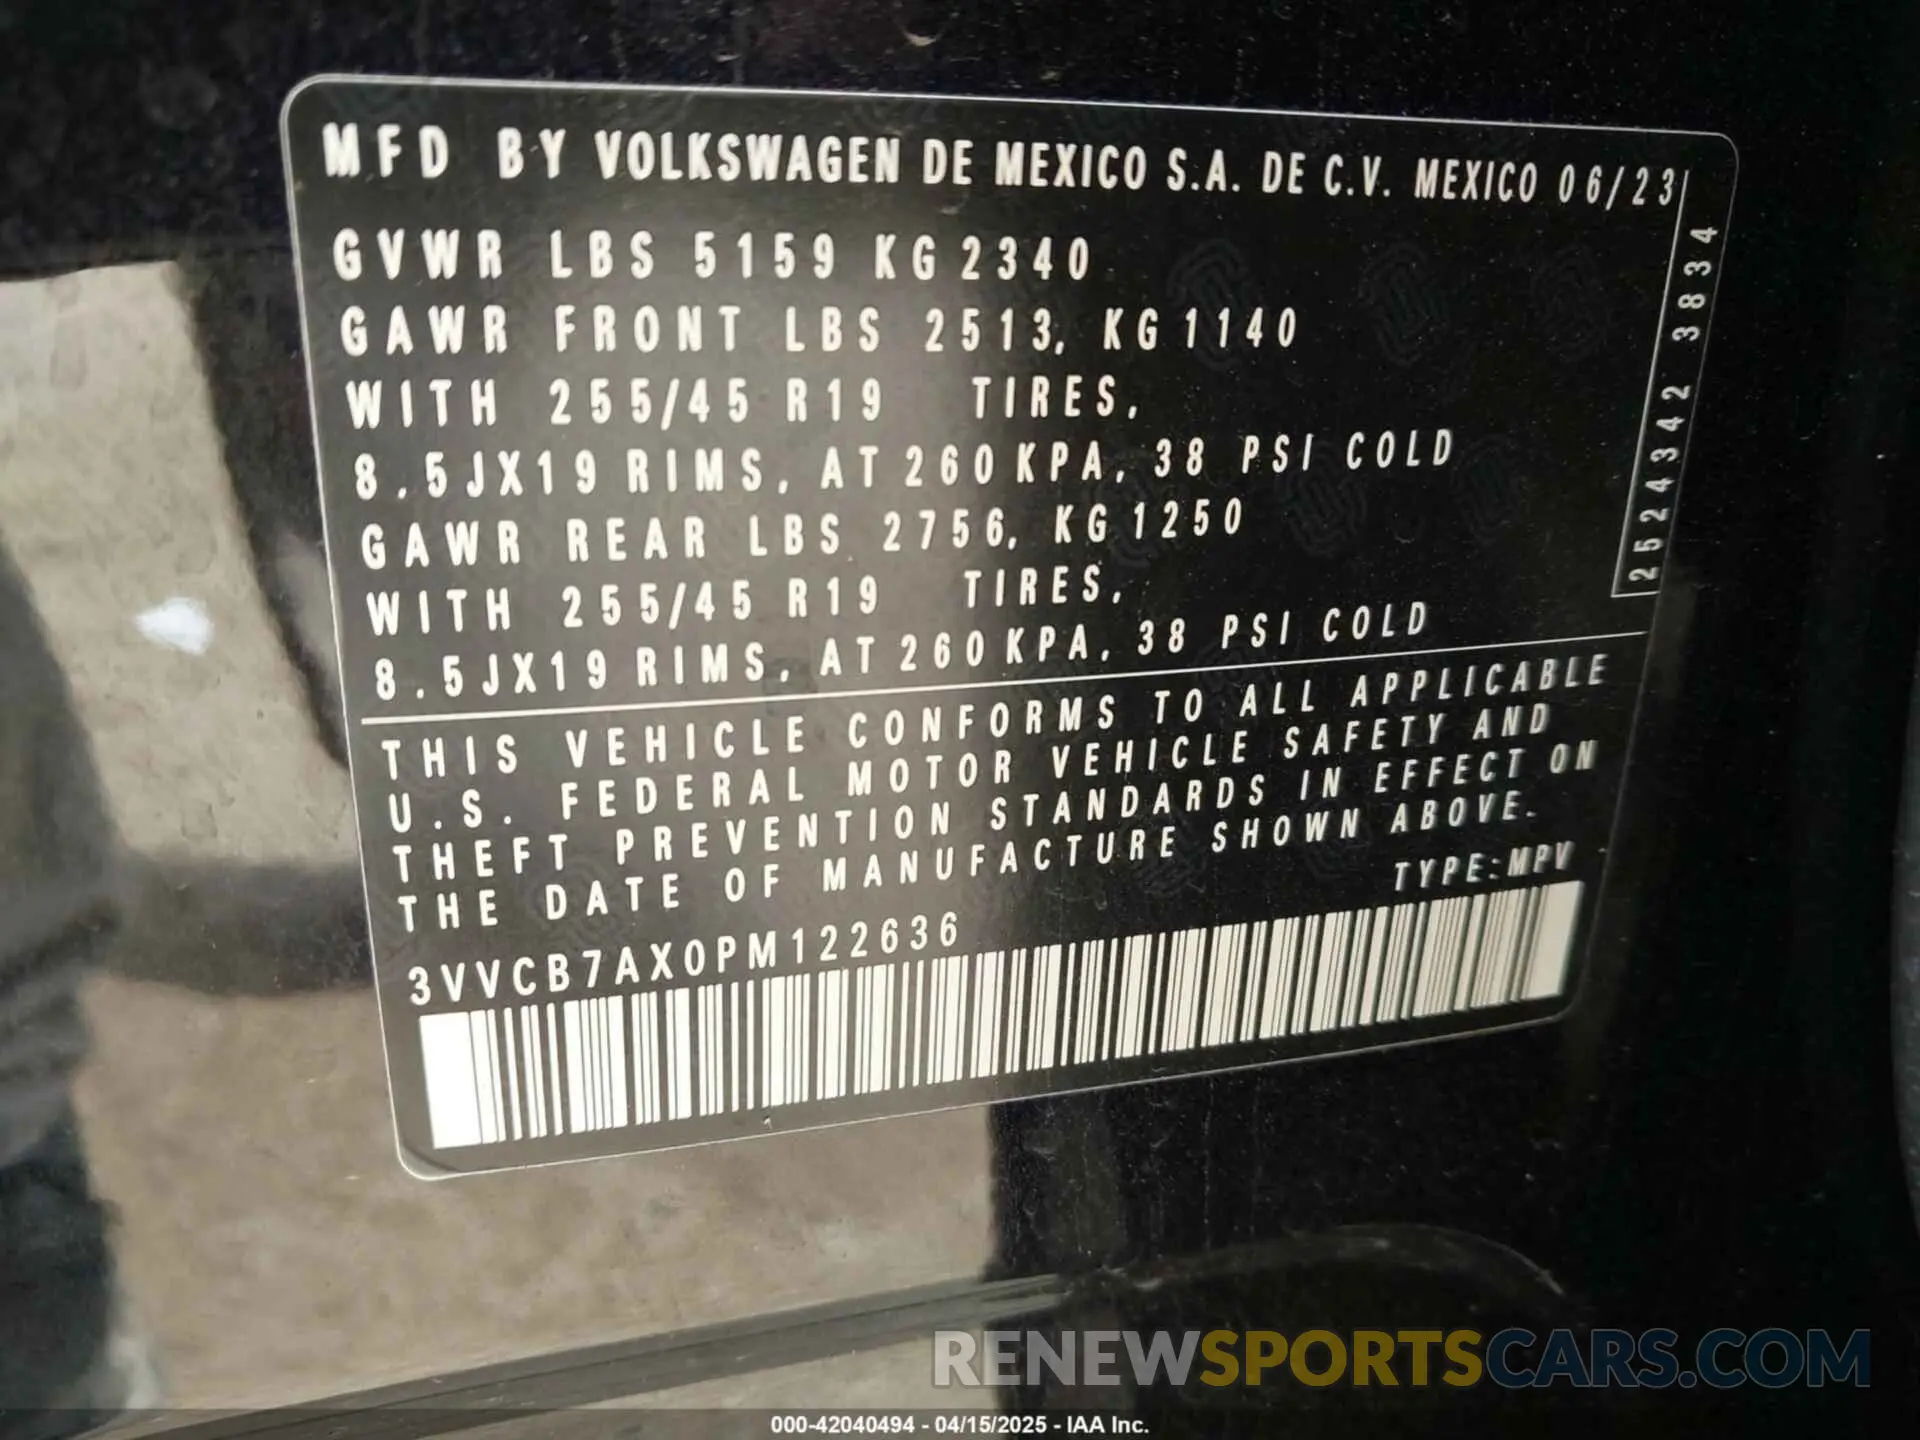 MFD BY VOLKSWAGEN DE MEXICO S.A. DE C.V. MEXICO 06/23
GVWR LBS 5159 KG 2340
GAWR FRONT LBS 2513, KG 1140
WITH 255/45 R19 TIRES,
8.5JX19 RIMS, AT 260 KPA, 38 PSI COLD
GAWR REAR LBS 2756, KG 1250
WITH 255/45 R19 TIRES,
8.5JX19 RIMS, AT 260 KPA, 38 PSI COLD
2524342 3834
THIS VEHICLE CONFORMS TO ALL APPLICABLE
U.S. FEDERAL MOTOR VEHICLE SAFETY AND
THEFT PREVENTION STANDARDS IN EFFECT ON
THE DATE OF MANUFACTURE SHOWN ABOVE.
TYPE:MPV
3VVCB7AX0PM122636
RENEWSPORTSCARS.COM
000-42040494 - 04/15/2025 - IAA Inc.